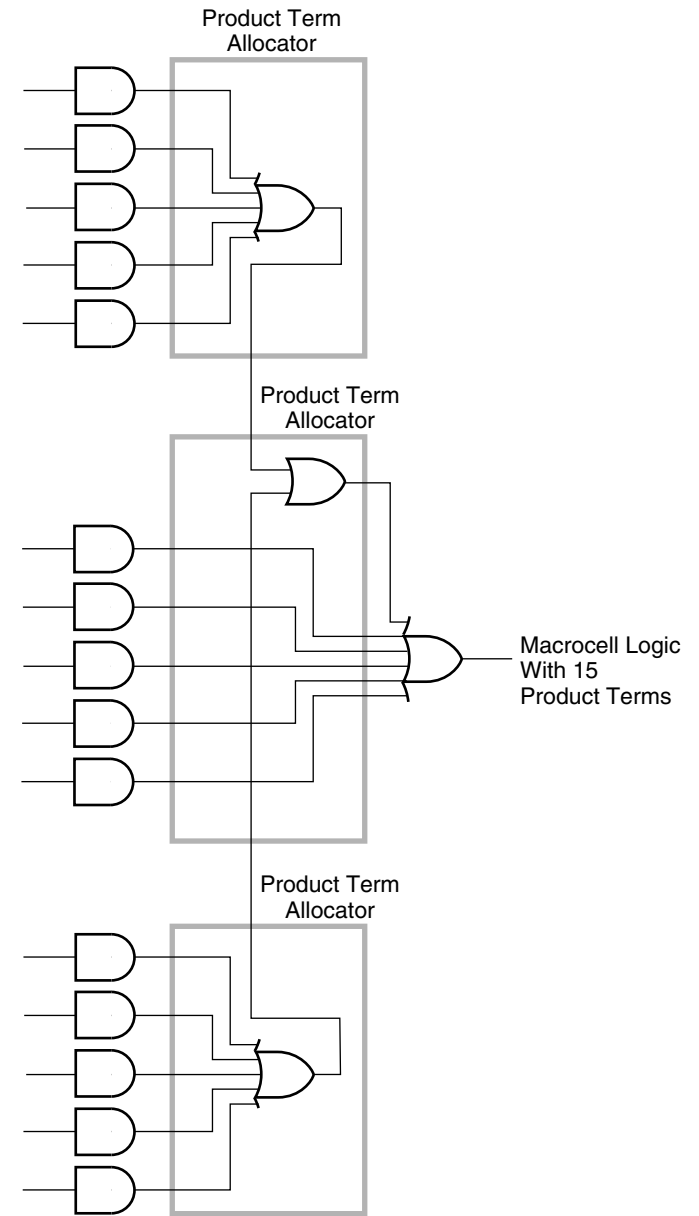 Product Term
Allocator
Product Term
Allocator
Macrocell Logic
With 15
Product Terms
Product Term
Allocator